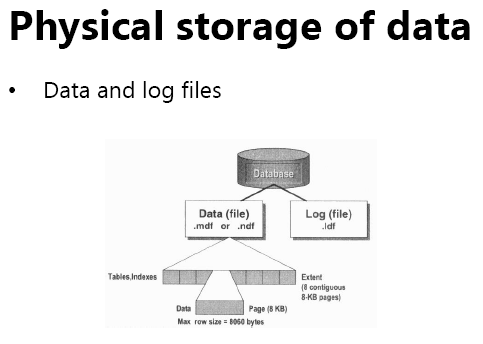 Physical storage of data
• Data and log files
Database
Data (file)
.mdf or .ndf
Log (file)
.ldf
Tables,Indexes
Extent
(8 contiguous
8-KB pages)
Data
Page (8 KB)
Max row size = 8060 bytes